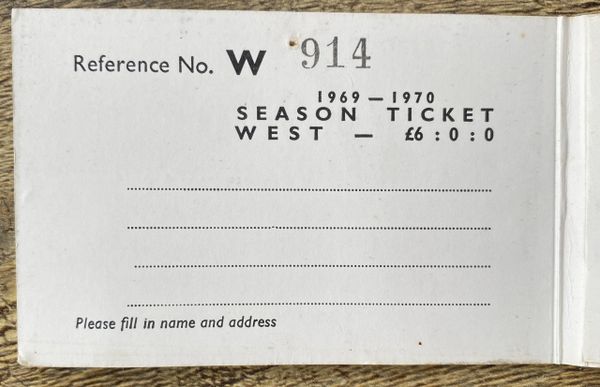 Reference No. W 914
1969 — 1970
SEASON TICKET
WEST — £6 : 0 : 0
Please fill in name and address